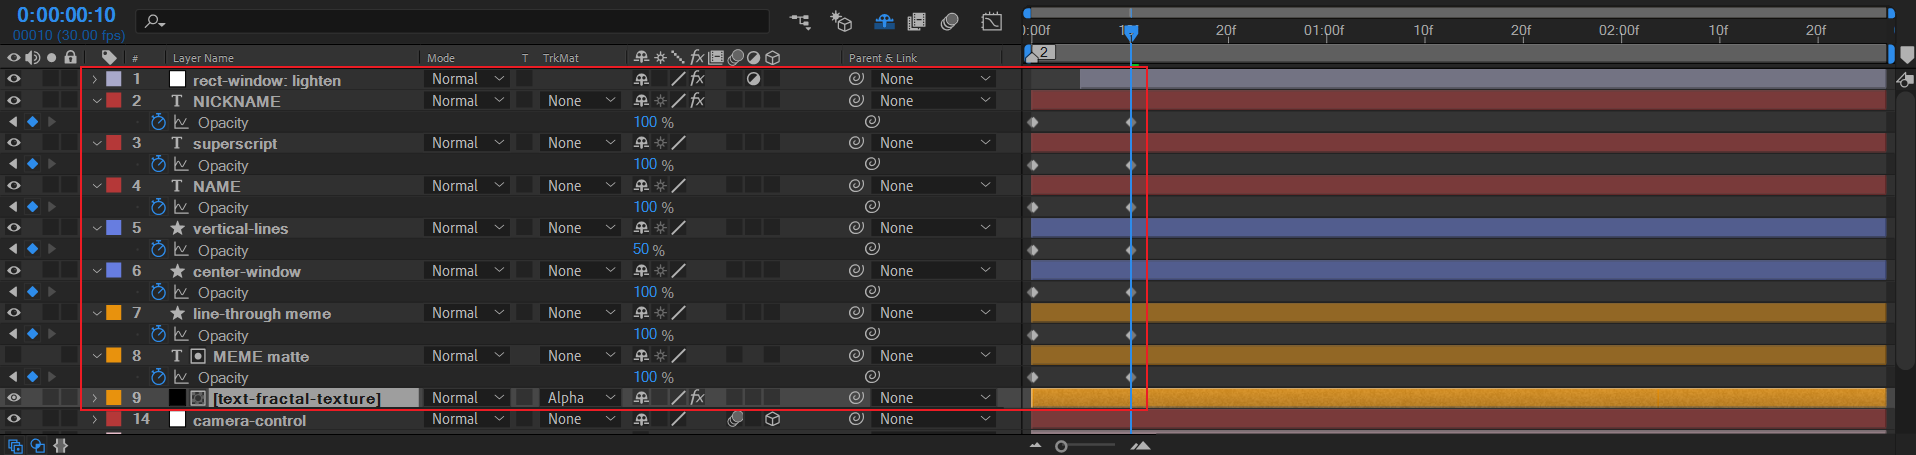 0:00:00:10
00010 (30.00 fps)
:00f 10f 20f 01:00f 10f 20f 02:00f 10f 20f
2
# Layer Name Mode T TrkMat fx Parent & Link
1 rect-window: lighten Normal fx None
2 T NICKNAME Normal None fx None
Opacity 100 %
3 T superscript Normal None None
Opacity 100 %
4 T NAME Normal None None
Opacity 100 %
5 vertical-lines Normal None None
Opacity 50 %
6 center-window Normal None None
Opacity 100 %
7 line-through meme Normal None None
Opacity 100 %
8 T MEME matte Normal None None
Opacity 100 %
9 [text-fractal-texture] Normal Alpha fx None
14 camera-control Normal None None